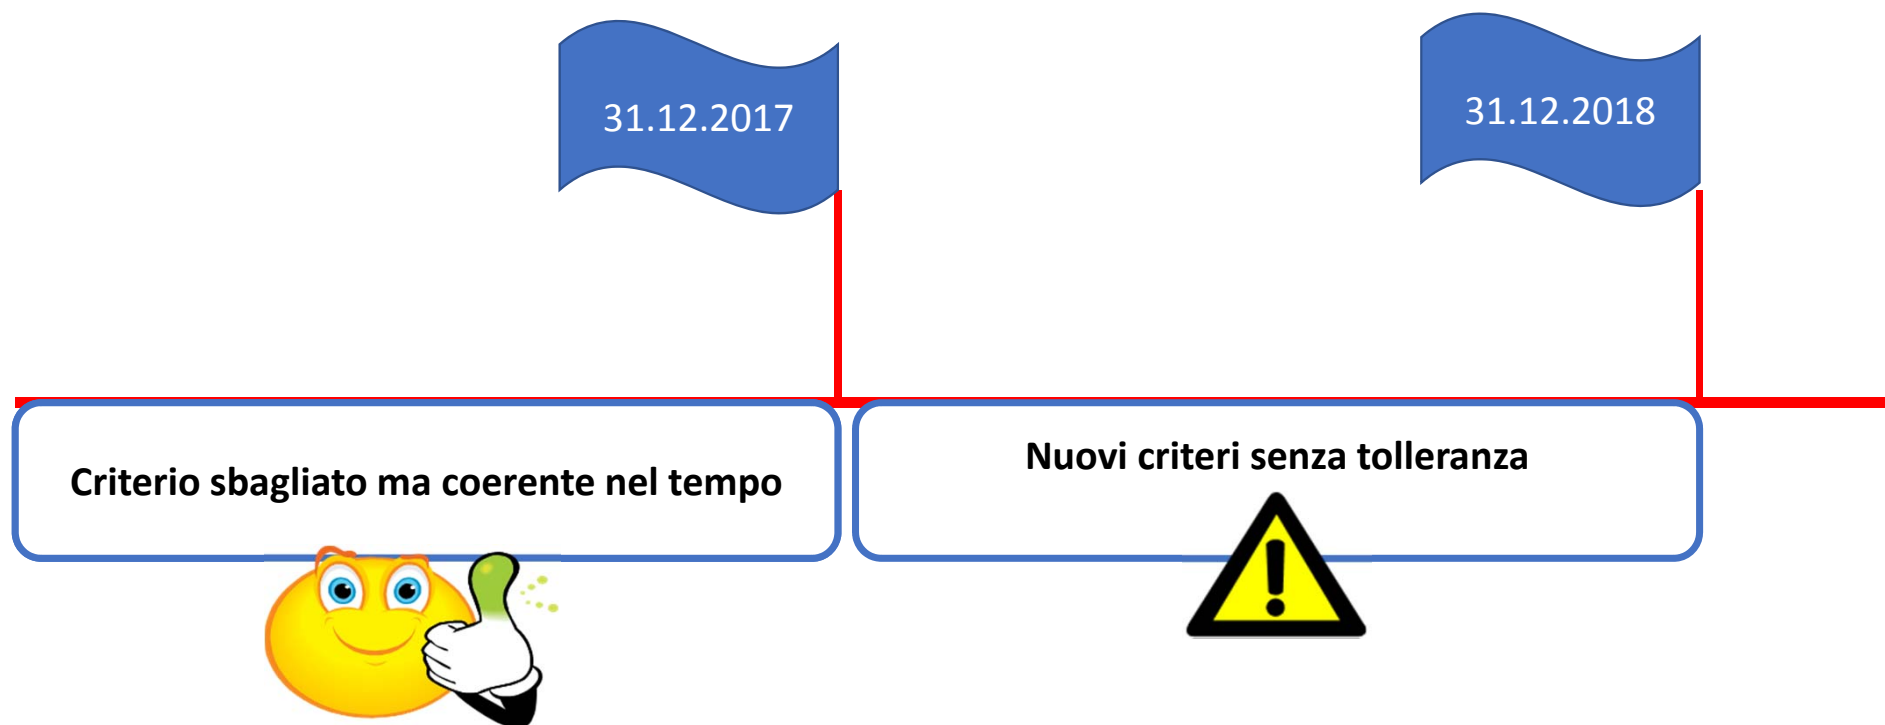 31.12.2017
31.12.2018
Criterio sbagliato ma coerente nel tempo
Nuovi criteri senza tolleranza